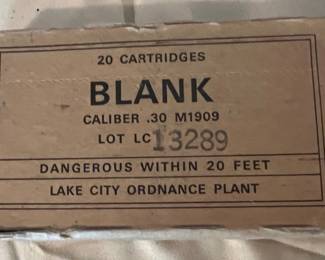 20 CARTRIDGES
BLANK
CALIBER .30 M1909
LOT LC 13289
DANGEROUS WITHIN 20 FEET
LAKE CITY ORDNANCE PLANT